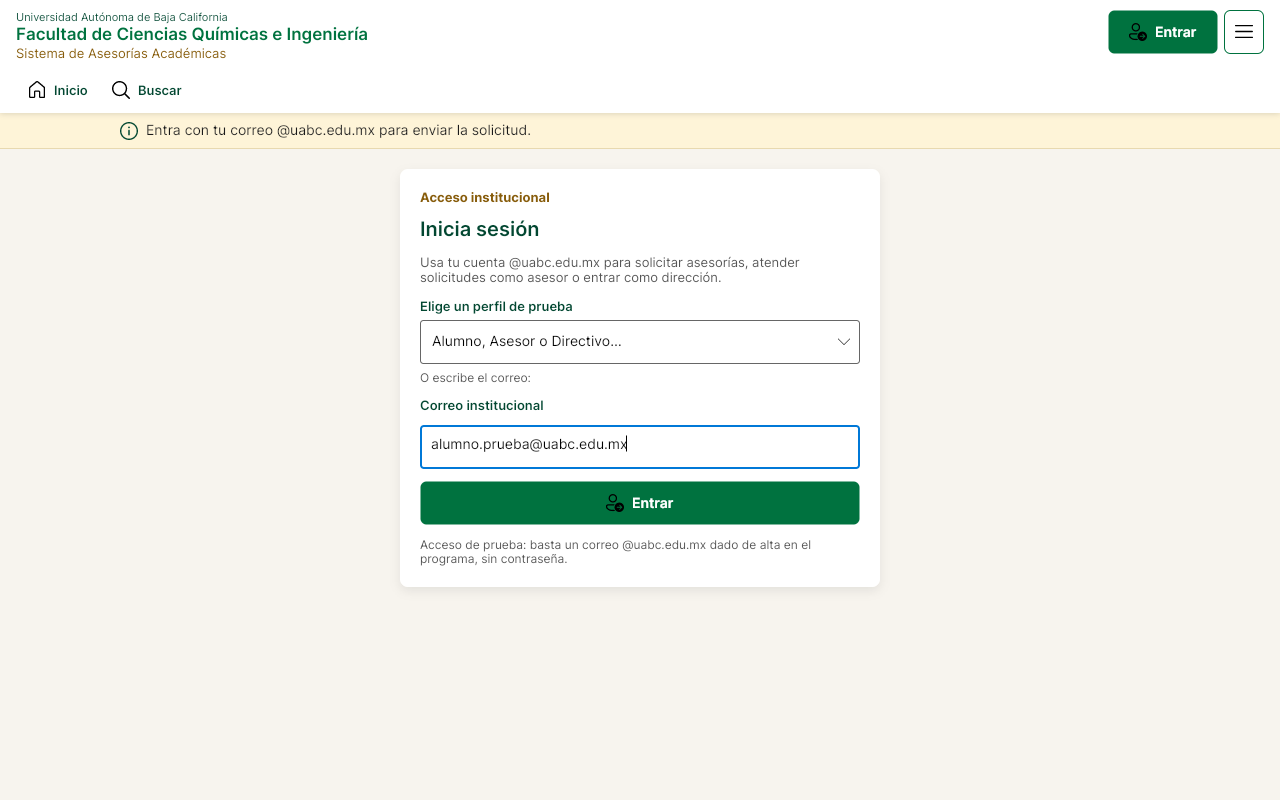 Universidad Autónoma de Baja California
Facultad de Ciencias Químicas e Ingeniería
Sistema de Asesorías Académicas
Entrar
Inicio
Buscar
Entra con tu correo @uabc.edu.mx para enviar la solicitud.
Acceso institucional
Inicia sesión
Usa tu cuenta @uabc.edu.mx para solicitar asesorías, atender
solicitudes como asesor o entrar como dirección.
Elige un perfil de prueba
Alumno, Asesor o Directivo...
O escribe el correo:
Correo institucional
alumno.prueba@uabc.edu.mx
Entrar
Acceso de prueba: basta un correo @uabc.edu.mx dado de alta en el
programa, sin contraseña.